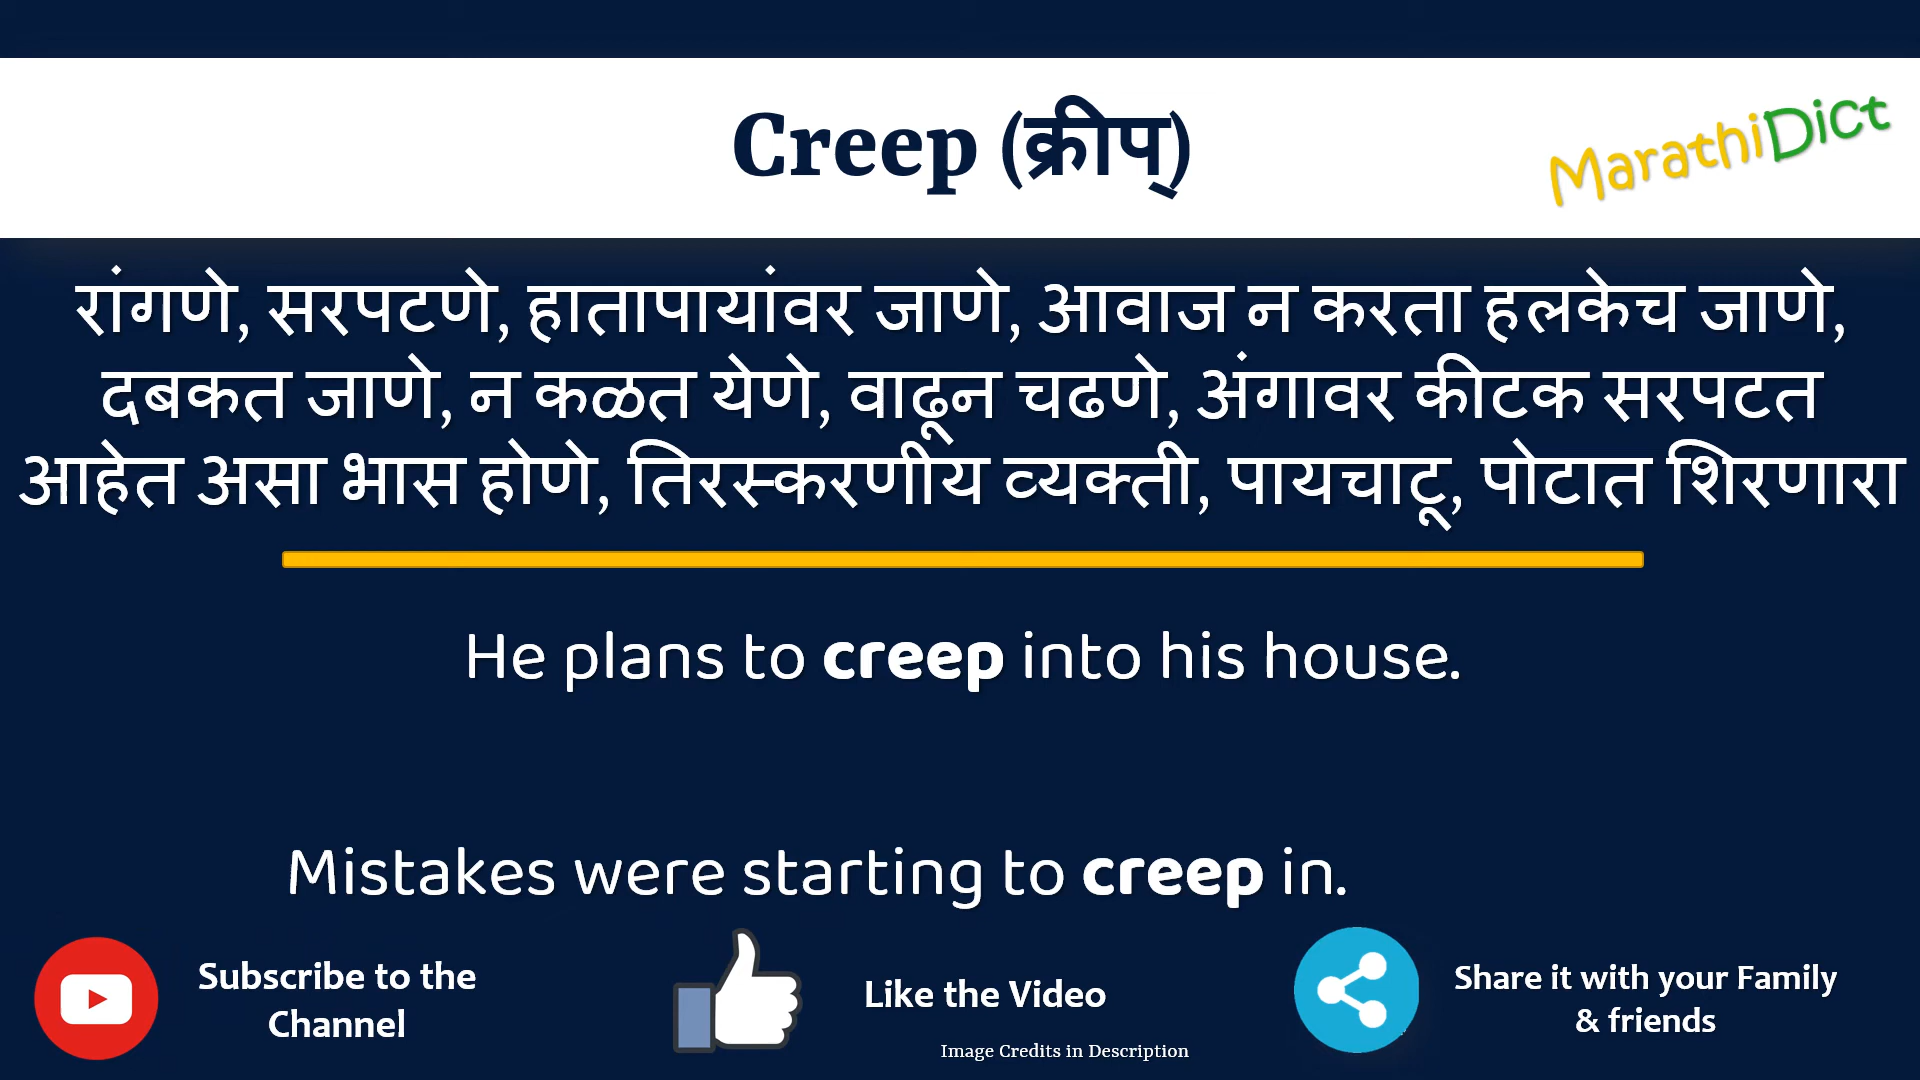 Creep (क्रीप्)
MarathiDict
रांगणे, सरपटणे, हातापायांवर जाणे, आवाज न करता हलकेच जाणे,
दबकत जाणे, न कळत येणे, वाढून चढणे, अंगावर कीटक सरपटत
आहेत असा भास होणे, तिरस्करणीय व्यक्ती, पायचाटू, पोटात शिरणारा
He plans to creep into his house.
Mistakes were starting to creep in.
Subscribe to the
Channel
Like the Video
Share it with your Family
& friends
Image Credits in Description